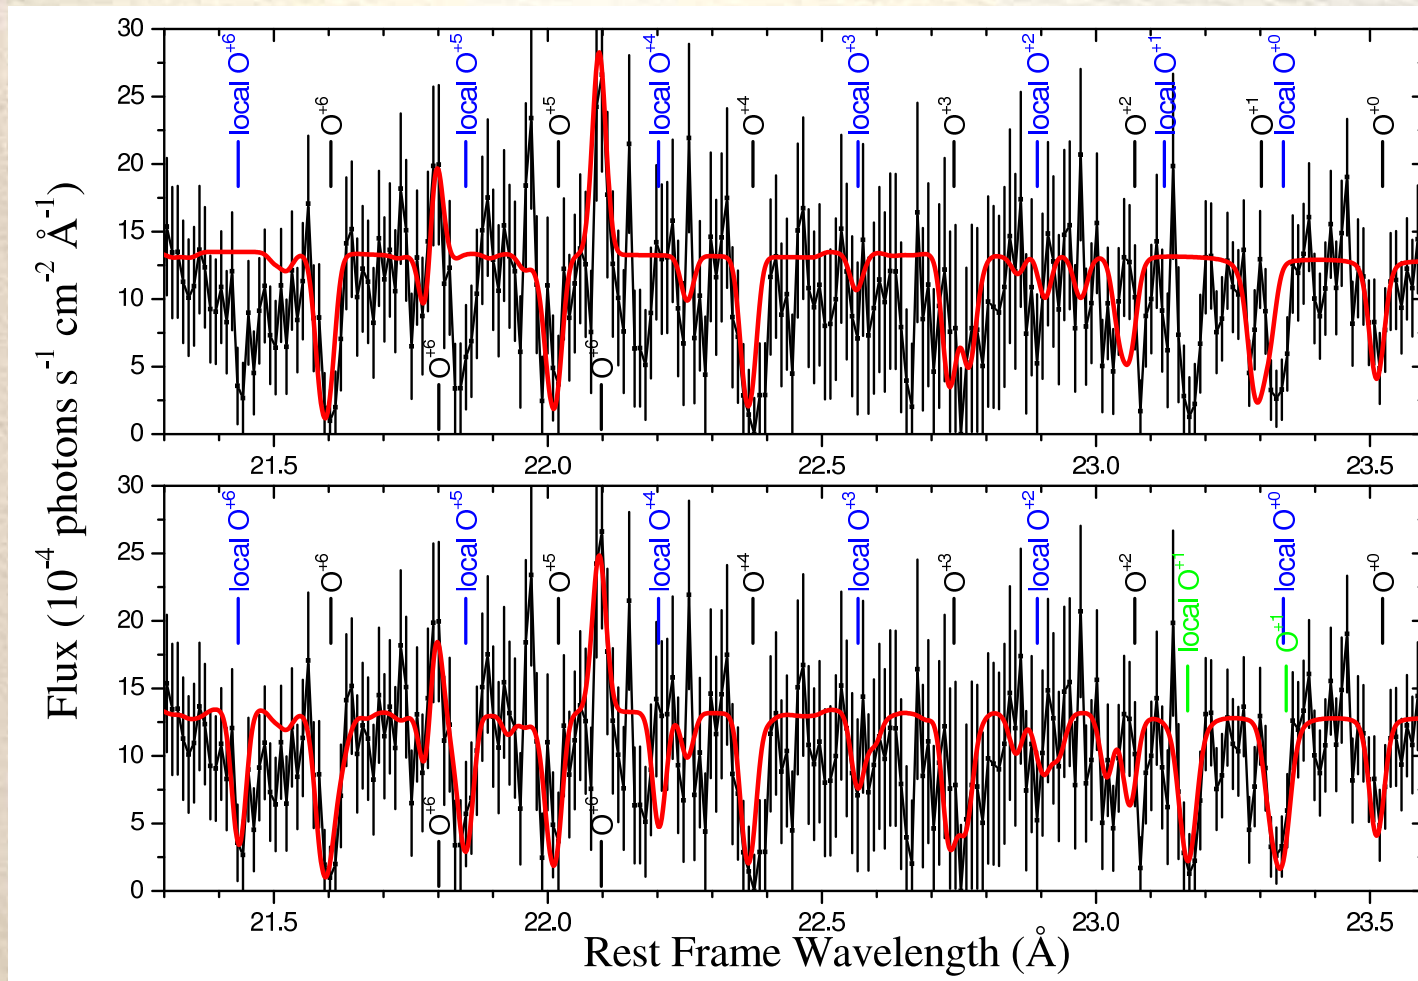 Flux (10⁻⁴ photons s⁻¹ cm⁻² Å⁻¹)
30
25
20
15
10
5
0
local O⁺⁶
O⁺⁶
O⁺⁶
local O⁺⁵
O⁺⁵
O⁺⁶
local O⁺⁴
O⁺⁴
local O⁺³
O⁺³
local O⁺²
O⁺²
local O⁺¹
O⁺¹
local O⁺⁰
O⁺⁰
21.5 22.0 22.5 23.0 23.5
30
25
20
15
10
5
0
local O⁺⁶
O⁺⁶
O⁺⁶
local O⁺⁵
O⁺⁵
O⁺⁶
local O⁺⁴
O⁺⁴
local O⁺³
O⁺³
local O⁺²
O⁺²
local O⁺¹
O⁺¹
local O⁺⁰
O⁺⁰
21.5 22.0 22.5 23.0 23.5
Rest Frame Wavelength (Å)